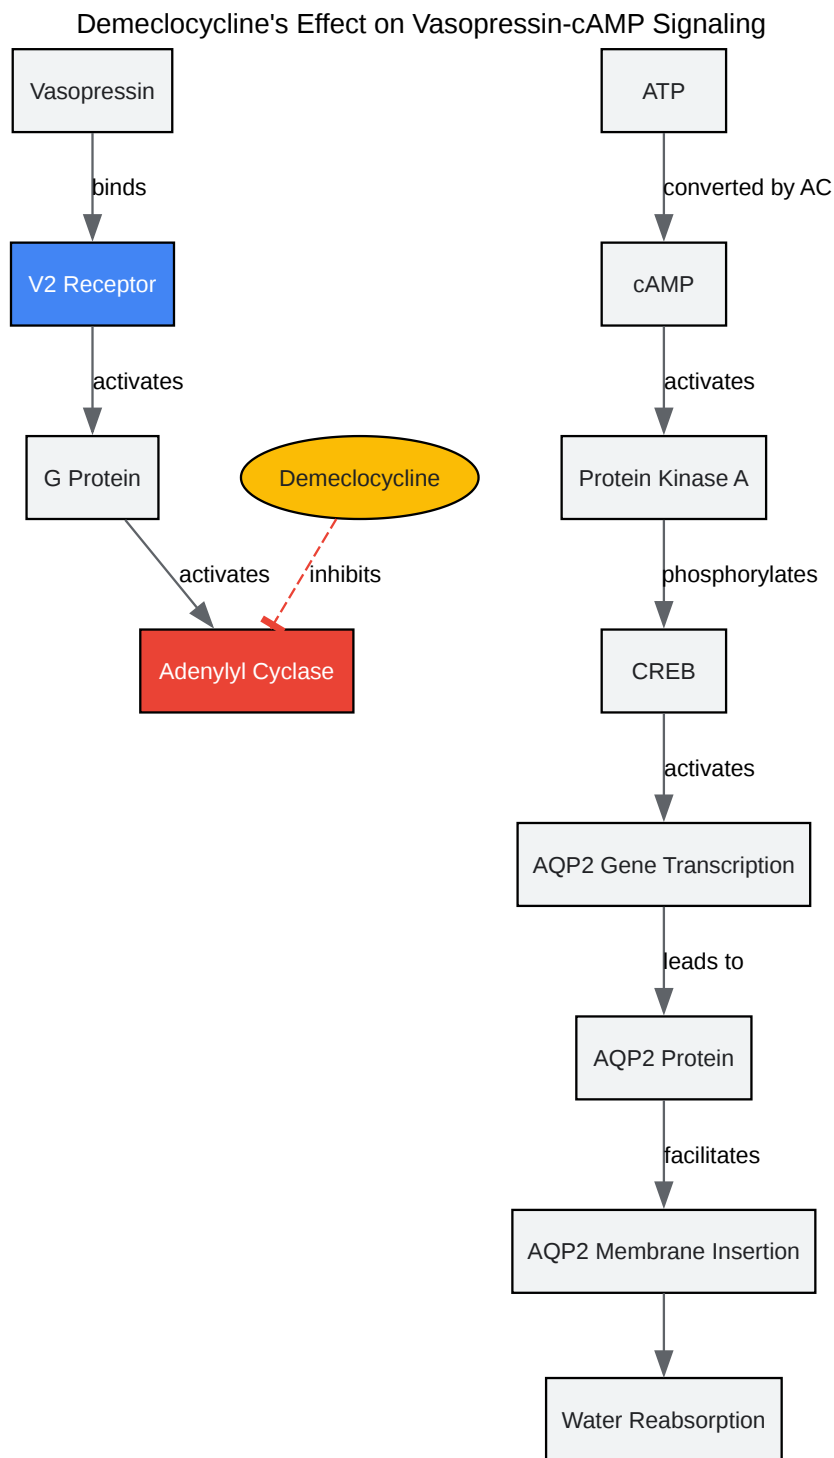 Demeclocycline's Effect on Vasopressin-cAMP Signaling
Vasopressin
ATP
binds
converted by AC
V2 Receptor
cAMP
activates
activates
G Protein
Demeclocycline
Protein Kinase A
activates
inhibits
phosphorylates
Adenylyl Cyclase
CREB
activates
AQP2 Gene Transcription
leads to
AQP2 Protein
facilitates
AQP2 Membrane Insertion
Water Reabsorption